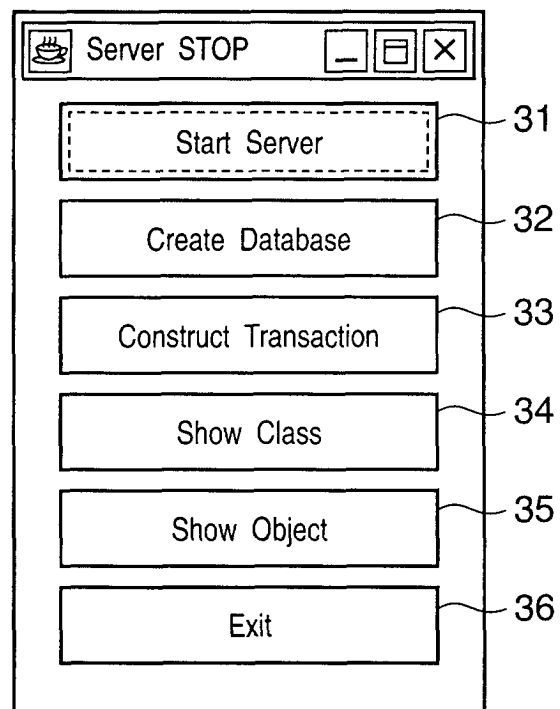 Server STOP
Start Server 31
Create Database 32
Construct Transaction 33
Show Class 34
Show Object 35
Exit 36